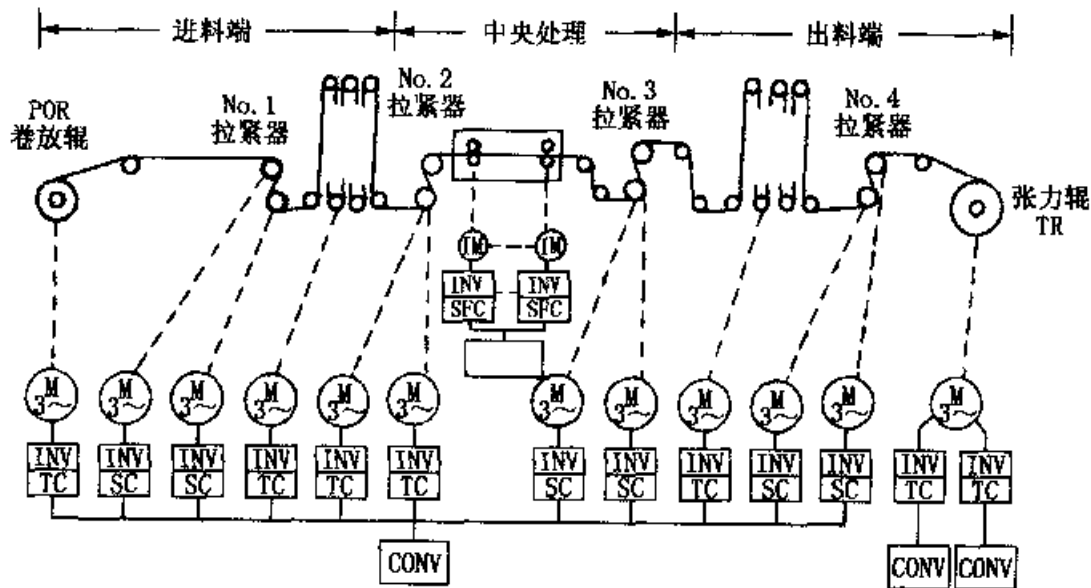 进料端 中央处理 出料端
POR
卷放辊
No. 1
拉紧器
No. 2
拉紧器
No. 3
拉紧器
No. 4
拉紧器
张力辊
TR
IM IM
INV INV
SFC SFC
M M M M M M M M M M M M
3~ 3~ 3~ 3~ 3~ 3~ 3~ 3~ 3~ 3~ 3~ 3~
INV INV INV INV INV INV INV INV INV INV INV INV INV
TC SC SC TC TC TC SC SC TC SC SC TC TC
CONV CONV CONV